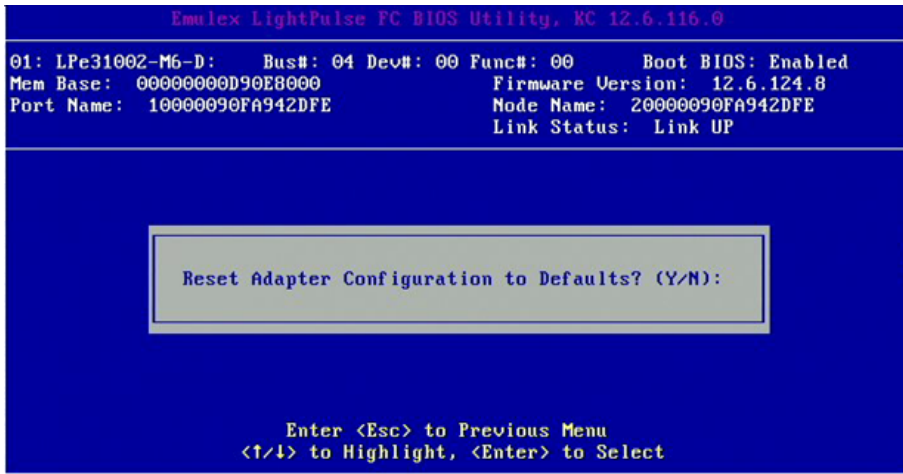 Emulex LightPulse FC BIOS Utility, KC 12.6.116.0
01: LPe31002-M6-D: Bus#: 04 Dev#: 00 Func#: 00 Boot BIOS: Enabled
Mem Base: 00000000D90E8000 Firmware Version: 12.6.124.8
Port Name: 10000090FA942DFE Node Name: 20000090FA942DFE
Link Status: Link UP
Reset Adapter Configuration to Defaults? (Y/N):
Enter <Esc> to Previous Menu
<↑/↓> to Highlight, <Enter> to Select